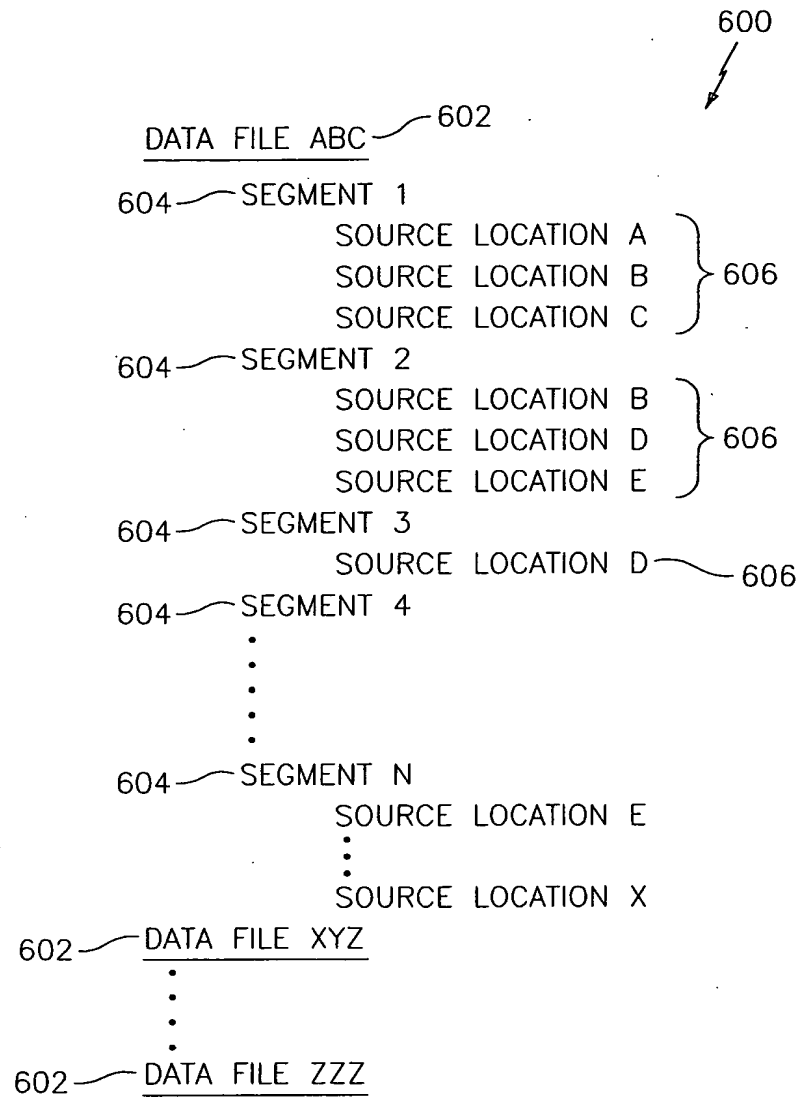 600
DATA FILE ABC 602
604 SEGMENT 1
SOURCE LOCATION A
SOURCE LOCATION B 606
SOURCE LOCATION C
604 SEGMENT 2
SOURCE LOCATION B
SOURCE LOCATION D 606
SOURCE LOCATION E
604 SEGMENT 3
SOURCE LOCATION D 606
604 SEGMENT 4
604 SEGMENT N
SOURCE LOCATION E
SOURCE LOCATION X
602 DATA FILE XYZ
602 DATA FILE ZZZ